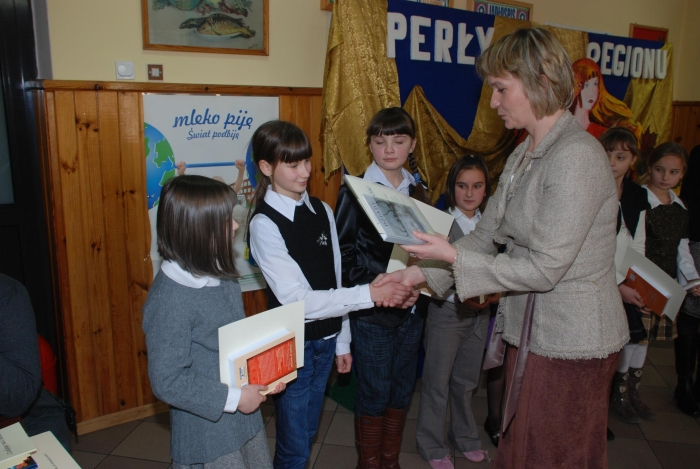 PERŁY
REGIONU
mleko piję
Świat podbiję